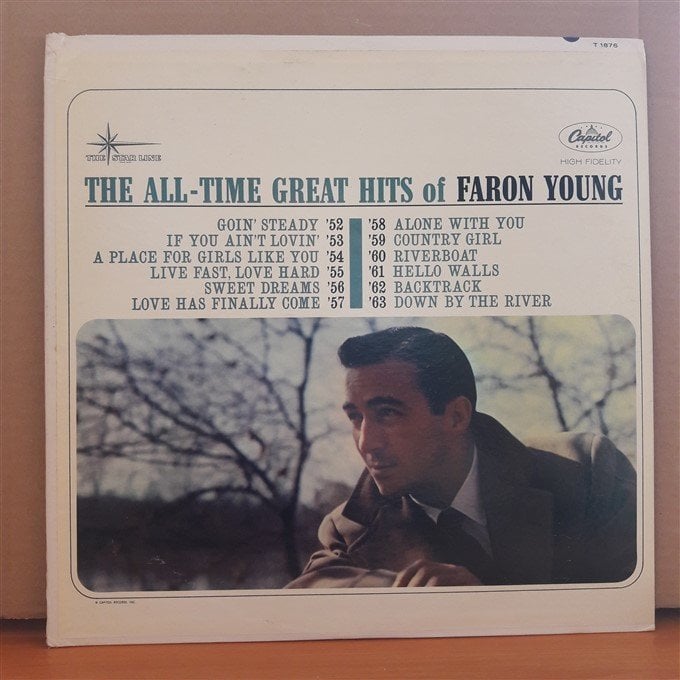 T 1876
THE STAR LINE
Capitol
RECORDS
HIGH FIDELITY
THE ALL-TIME GREAT HITS of FARON YOUNG
GOIN' STEADY '52
IF YOU AIN'T LOVIN' '53
A PLACE FOR GIRLS LIKE YOU '54
LIVE FAST, LOVE HARD '55
SWEET DREAMS '56
LOVE HAS FINALLY COME '57
'58 ALONE WITH YOU
'59 COUNTRY GIRL
'60 RIVERBOAT
'61 HELLO WALLS
'62 BACKTRACK
'63 DOWN BY THE RIVER
© CAPITOL RECORDS, INC.